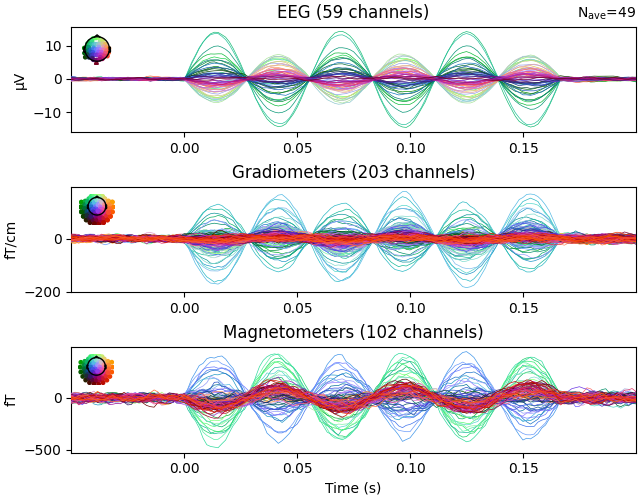 EEG (59 channels)
Nave=49
10
0
−10
µV
0.00 0.05 0.10 0.15
Gradiometers (203 channels)
0
−200
fT/cm
0.00 0.05 0.10 0.15
Magnetometers (102 channels)
0
−500
fT
0.00 0.05 0.10 0.15
Time (s)